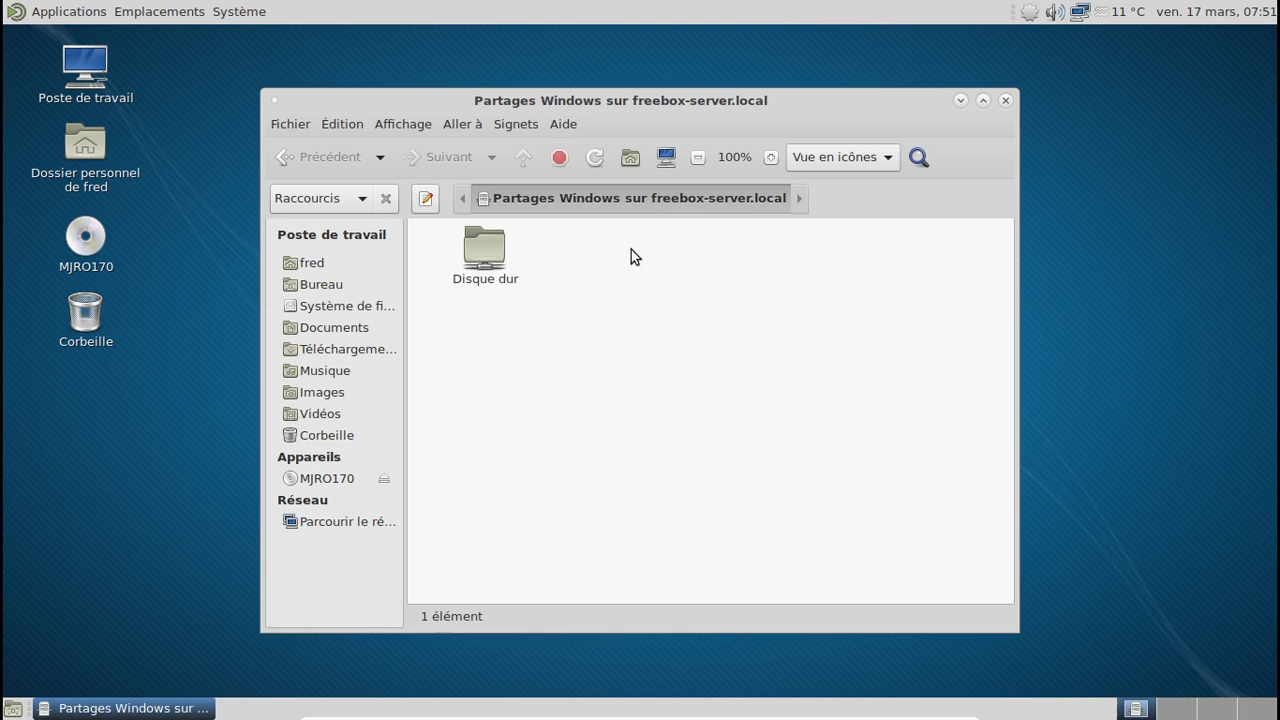 Applications Emplacements Système
11 °C ven. 17 mars, 07:51
Poste de travail
Dossier personnel
de fred
MJRO170
Corbeille
Partages Windows sur freebox-server.local
Fichier Édition Affichage Aller à Signets Aide
Précédent Suivant 100% Vue en icônes
Raccourcis Partages Windows sur freebox-server.local
Poste de travail
fred
Bureau
Système de fi...
Documents
Téléchargeme...
Musique
Images
Vidéos
Corbeille
Appareils
MJRO170
Réseau
Parcourir le ré...
Disque dur
1 élément
Partages Windows sur ...